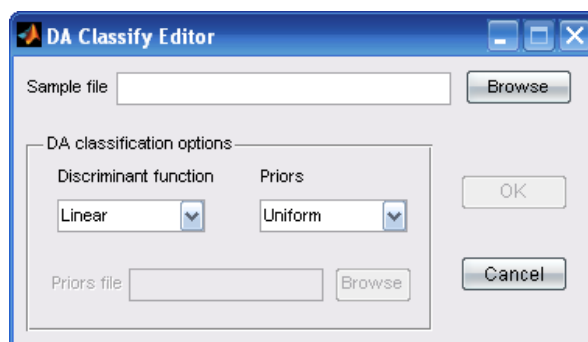 DA Classify Editor
Sample file
Browse
DA classification options
Discriminant function Priors
Linear Uniform
OK
Priors file Browse
Cancel